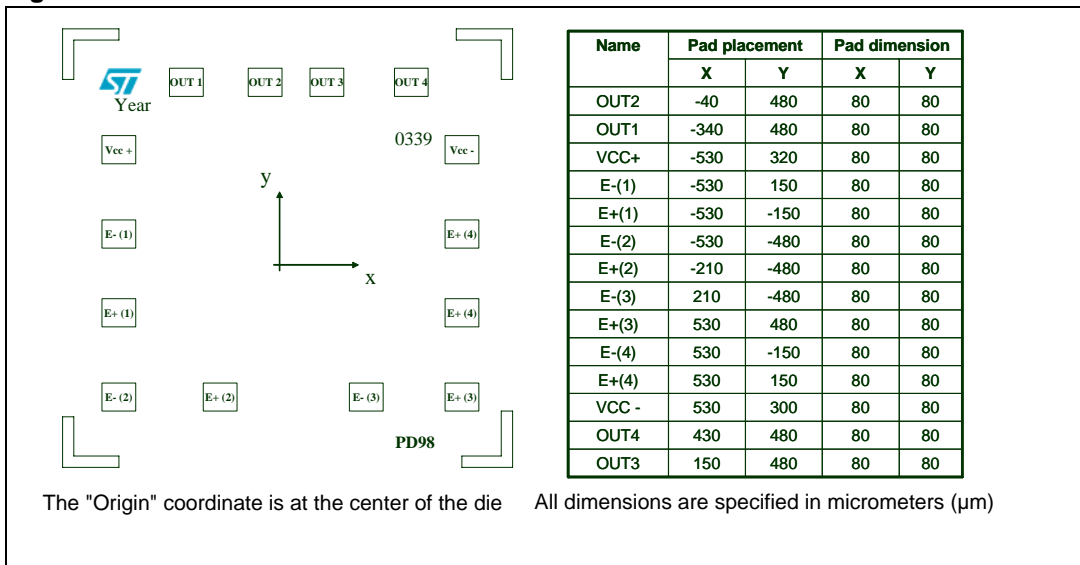 OUT 1 OUT 2 OUT 3 OUT 4
Year
Vcc + 0339 Vcc -
y
E- (1) E+ (4)
x
E+ (1) E+ (4)
E- (2) E+ (2) E- (3) E+ (3)
PD98
The "Origin" coordinate is at the center of the die
Name Pad placement Pad dimension
X Y X Y
OUT2 -40 480 80 80
OUT1 -340 480 80 80
VCC+ -530 320 80 80
E-(1) -530 150 80 80
E+(1) -530 -150 80 80
E-(2) -530 -480 80 80
E+(2) -210 -480 80 80
E-(3) 210 -480 80 80
E+(3) 530 480 80 80
E-(4) 530 -150 80 80
E+(4) 530 150 80 80
VCC - 530 300 80 80
OUT4 430 480 80 80
OUT3 150 480 80 80
All dimensions are specified in micrometers (µm)